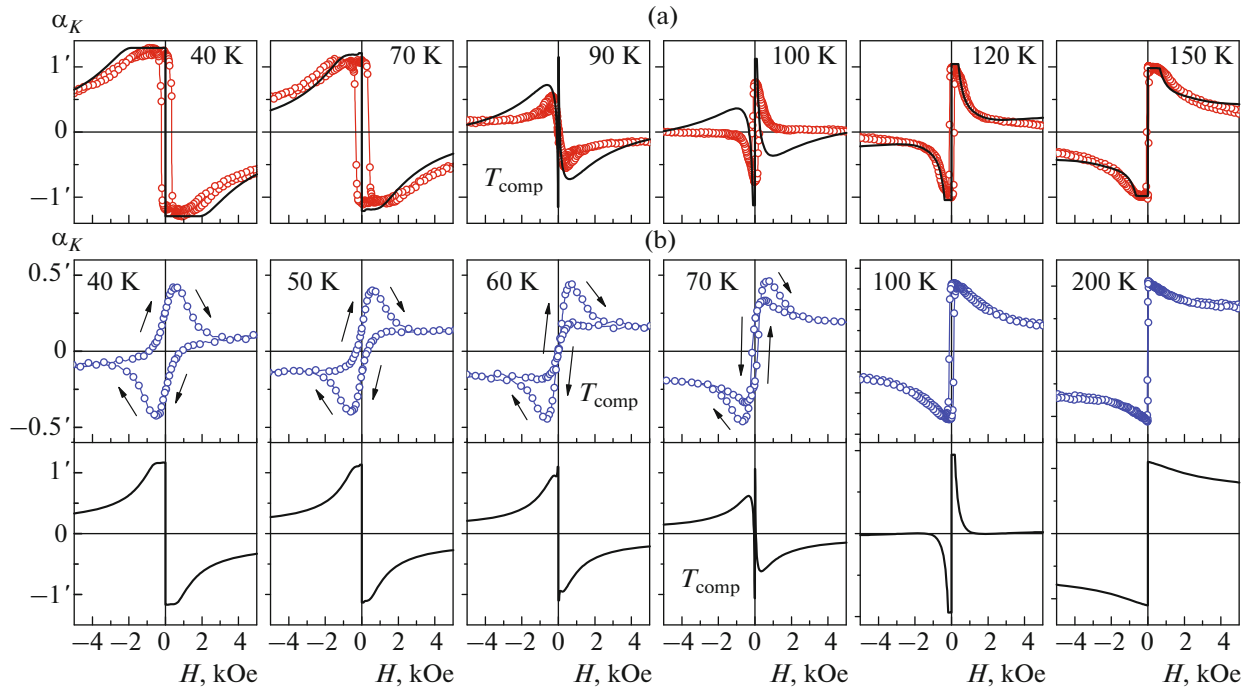 (a)
α_K
40 K 70 K 90 K 100 K 120 K 150 K
1′
0
−1′
T_comp
(b)
α_K
40 K 50 K 60 K 70 K 100 K 200 K
0.5′
0
−0.5′
T_comp
1′
0
−1′
T_comp
−4 −2 0 2 4 −4 −2 0 2 4 −4 −2 0 2 4 −4 −2 0 2 4 −4 −2 0 2 4 −4 −2 0 2 4
H, kOe H, kOe H, kOe H, kOe H, kOe H, kOe